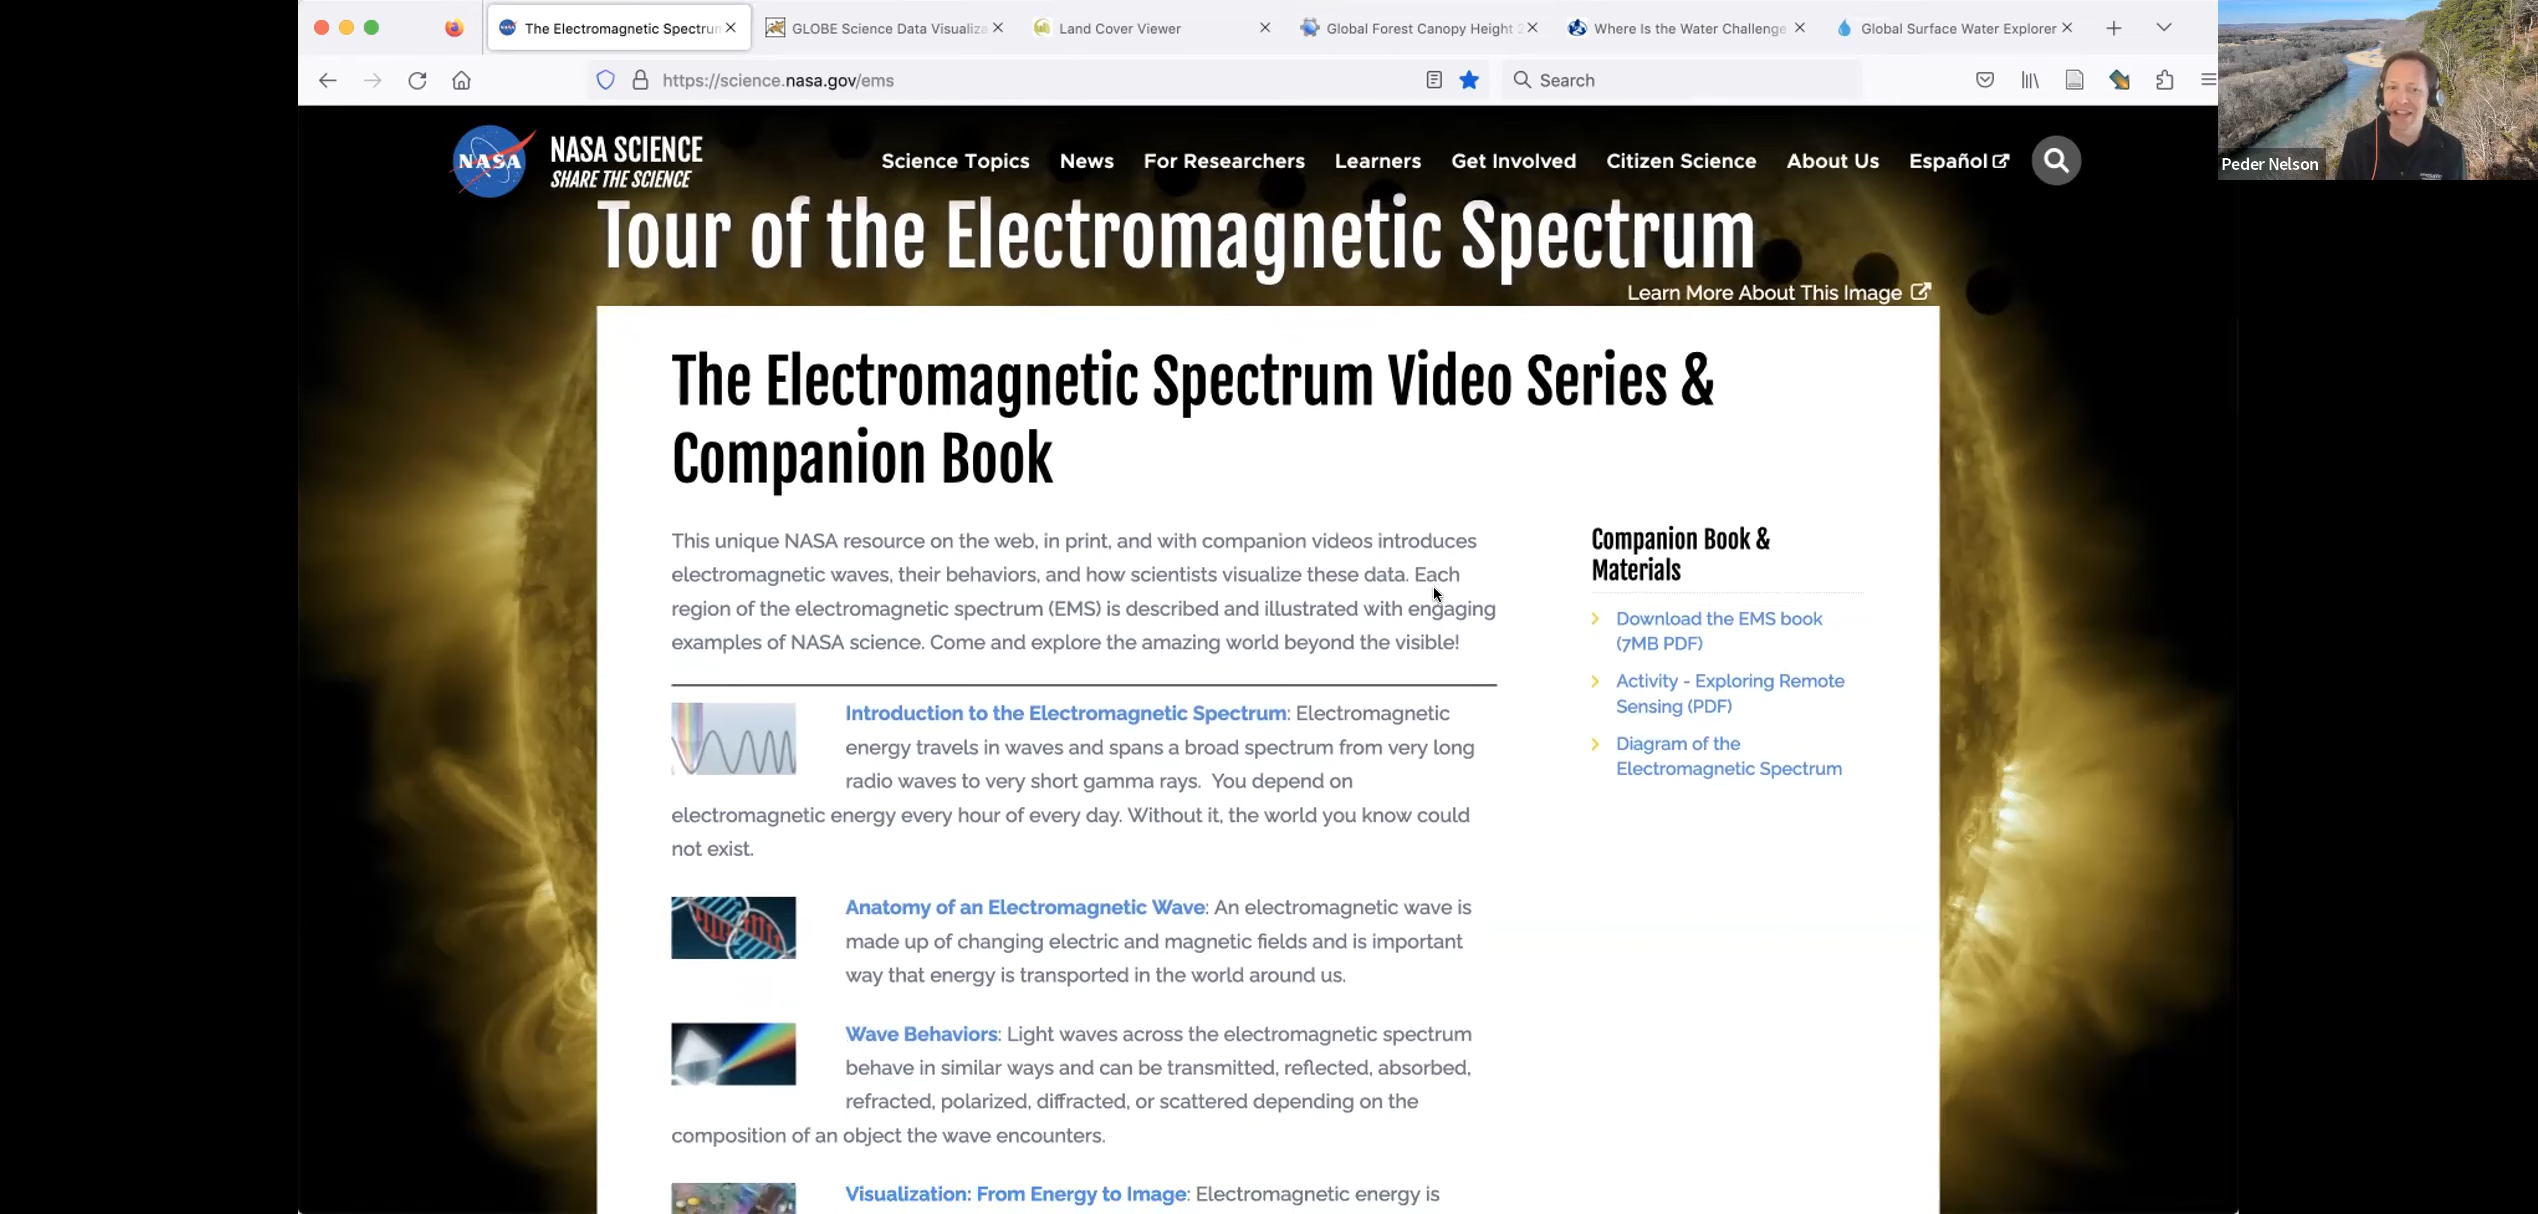 The Electromagnetic Spectrum
GLOBE Science Data Visualiza
Land Cover Viewer
Global Forest Canopy Height 2
Where Is the Water Challenge
Global Surface Water Explorer
https://science.nasa.gov/ems
Search
Peder Nelson
NASA
NASA SCIENCE
SHARE THE SCIENCE
Science Topics
News
For Researchers
Learners
Get Involved
Citizen Science
About Us
Español
Tour of the Electromagnetic Spectrum
Learn More About This Image
The Electromagnetic Spectrum Video Series &
Companion Book
This unique NASA resource on the web, in print, and with companion videos introduces
electromagnetic waves, their behaviors, and how scientists visualize these data. Each
region of the electromagnetic spectrum (EMS) is described and illustrated with engaging
examples of NASA science. Come and explore the amazing world beyond the visible!
Companion Book &
Materials
Download the EMS book
(7MB PDF)
Activity - Exploring Remote
Sensing (PDF)
Diagram of the
Electromagnetic Spectrum
Introduction to the Electromagnetic Spectrum: Electromagnetic
energy travels in waves and spans a broad spectrum from very long
radio waves to very short gamma rays. You depend on
electromagnetic energy every hour of every day. Without it, the world you know could
not exist.
Anatomy of an Electromagnetic Wave: An electromagnetic wave is
made up of changing electric and magnetic fields and is important
way that energy is transported in the world around us.
Wave Behaviors: Light waves across the electromagnetic spectrum
behave in similar ways and can be transmitted, reflected, absorbed,
refracted, polarized, diffracted, or scattered depending on the
composition of an object the wave encounters.
Visualization: From Energy to Image: Electromagnetic energy is